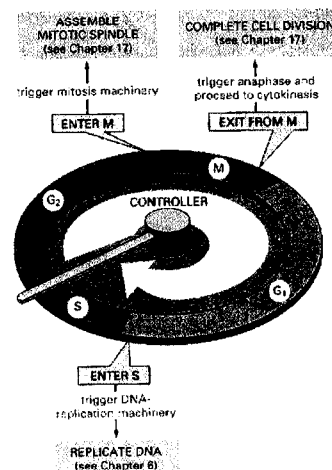 ASSEMBLE
MITOTIC SPINDLE
(see Chapter 17)
COMPLETE CELL DIVISION
(see Chapter 17)
trigger mitosis machinery
trigger anaphase and
proceed to cytokinesis
ENTER M
EXIT FROM M
M
G₂
CONTROLLER
S
G₁
ENTER S
trigger DNA-
replication machinery
REPLICATE DNA
(see Chapter 6)